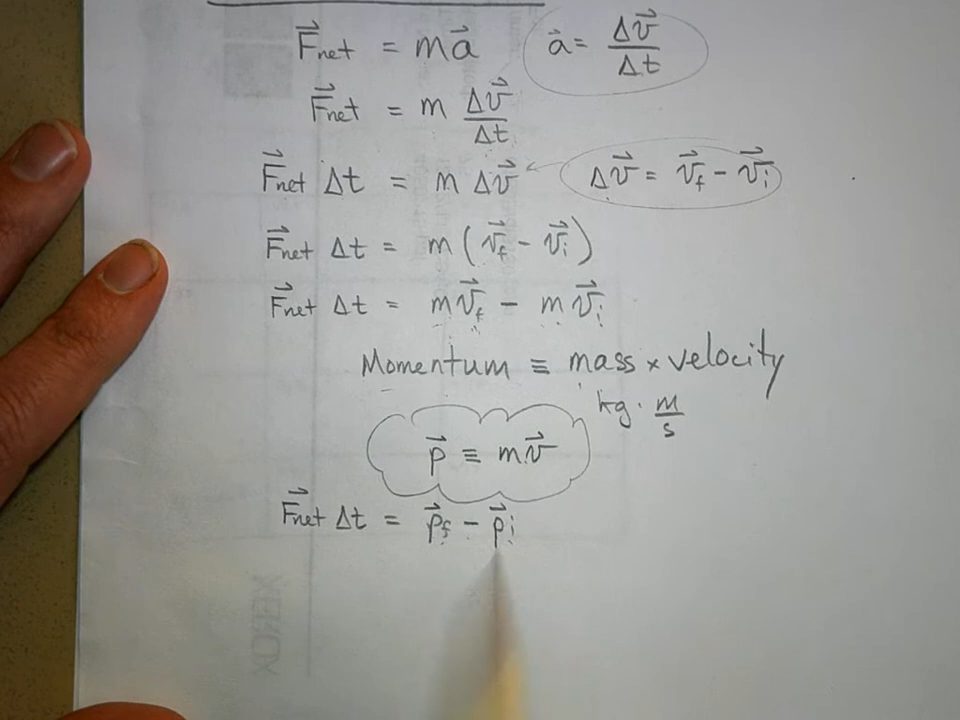 F⃗net = ma⃗ a⃗ = Δv⃗/Δt
F⃗net = m Δv⃗/Δt
F⃗net Δt = m Δv⃗ Δv⃗ = v⃗f - v⃗i
F⃗net Δt = m(v⃗f - v⃗i)
F⃗net Δt = mv⃗f - mv⃗i
Momentum ≡ mass × velocity
kg · m/s
p⃗ ≡ mv⃗
F⃗net Δt = p⃗f - p⃗i
XEROX